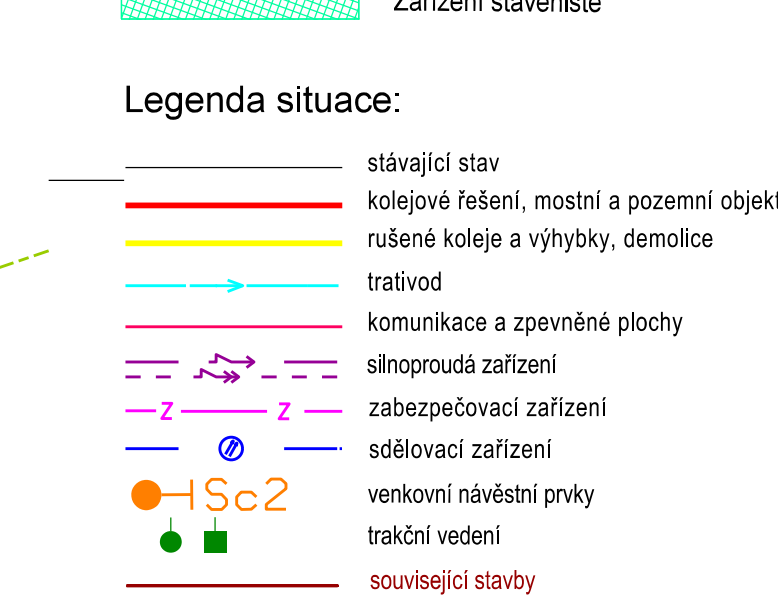 Zařízení staveniště
Legenda situace:
stávající stav
kolejové řešení, mostní a pozemní objekt
rušené koleje a výhybky, demolice
trativod
komunikace a zpevněné plochy
silnoproudá zařízení
Z Z zabezpečovací zařízení
sdělovací zařízení
Sc2 venkovní návěstní prvky
trakční vedení
související stavby